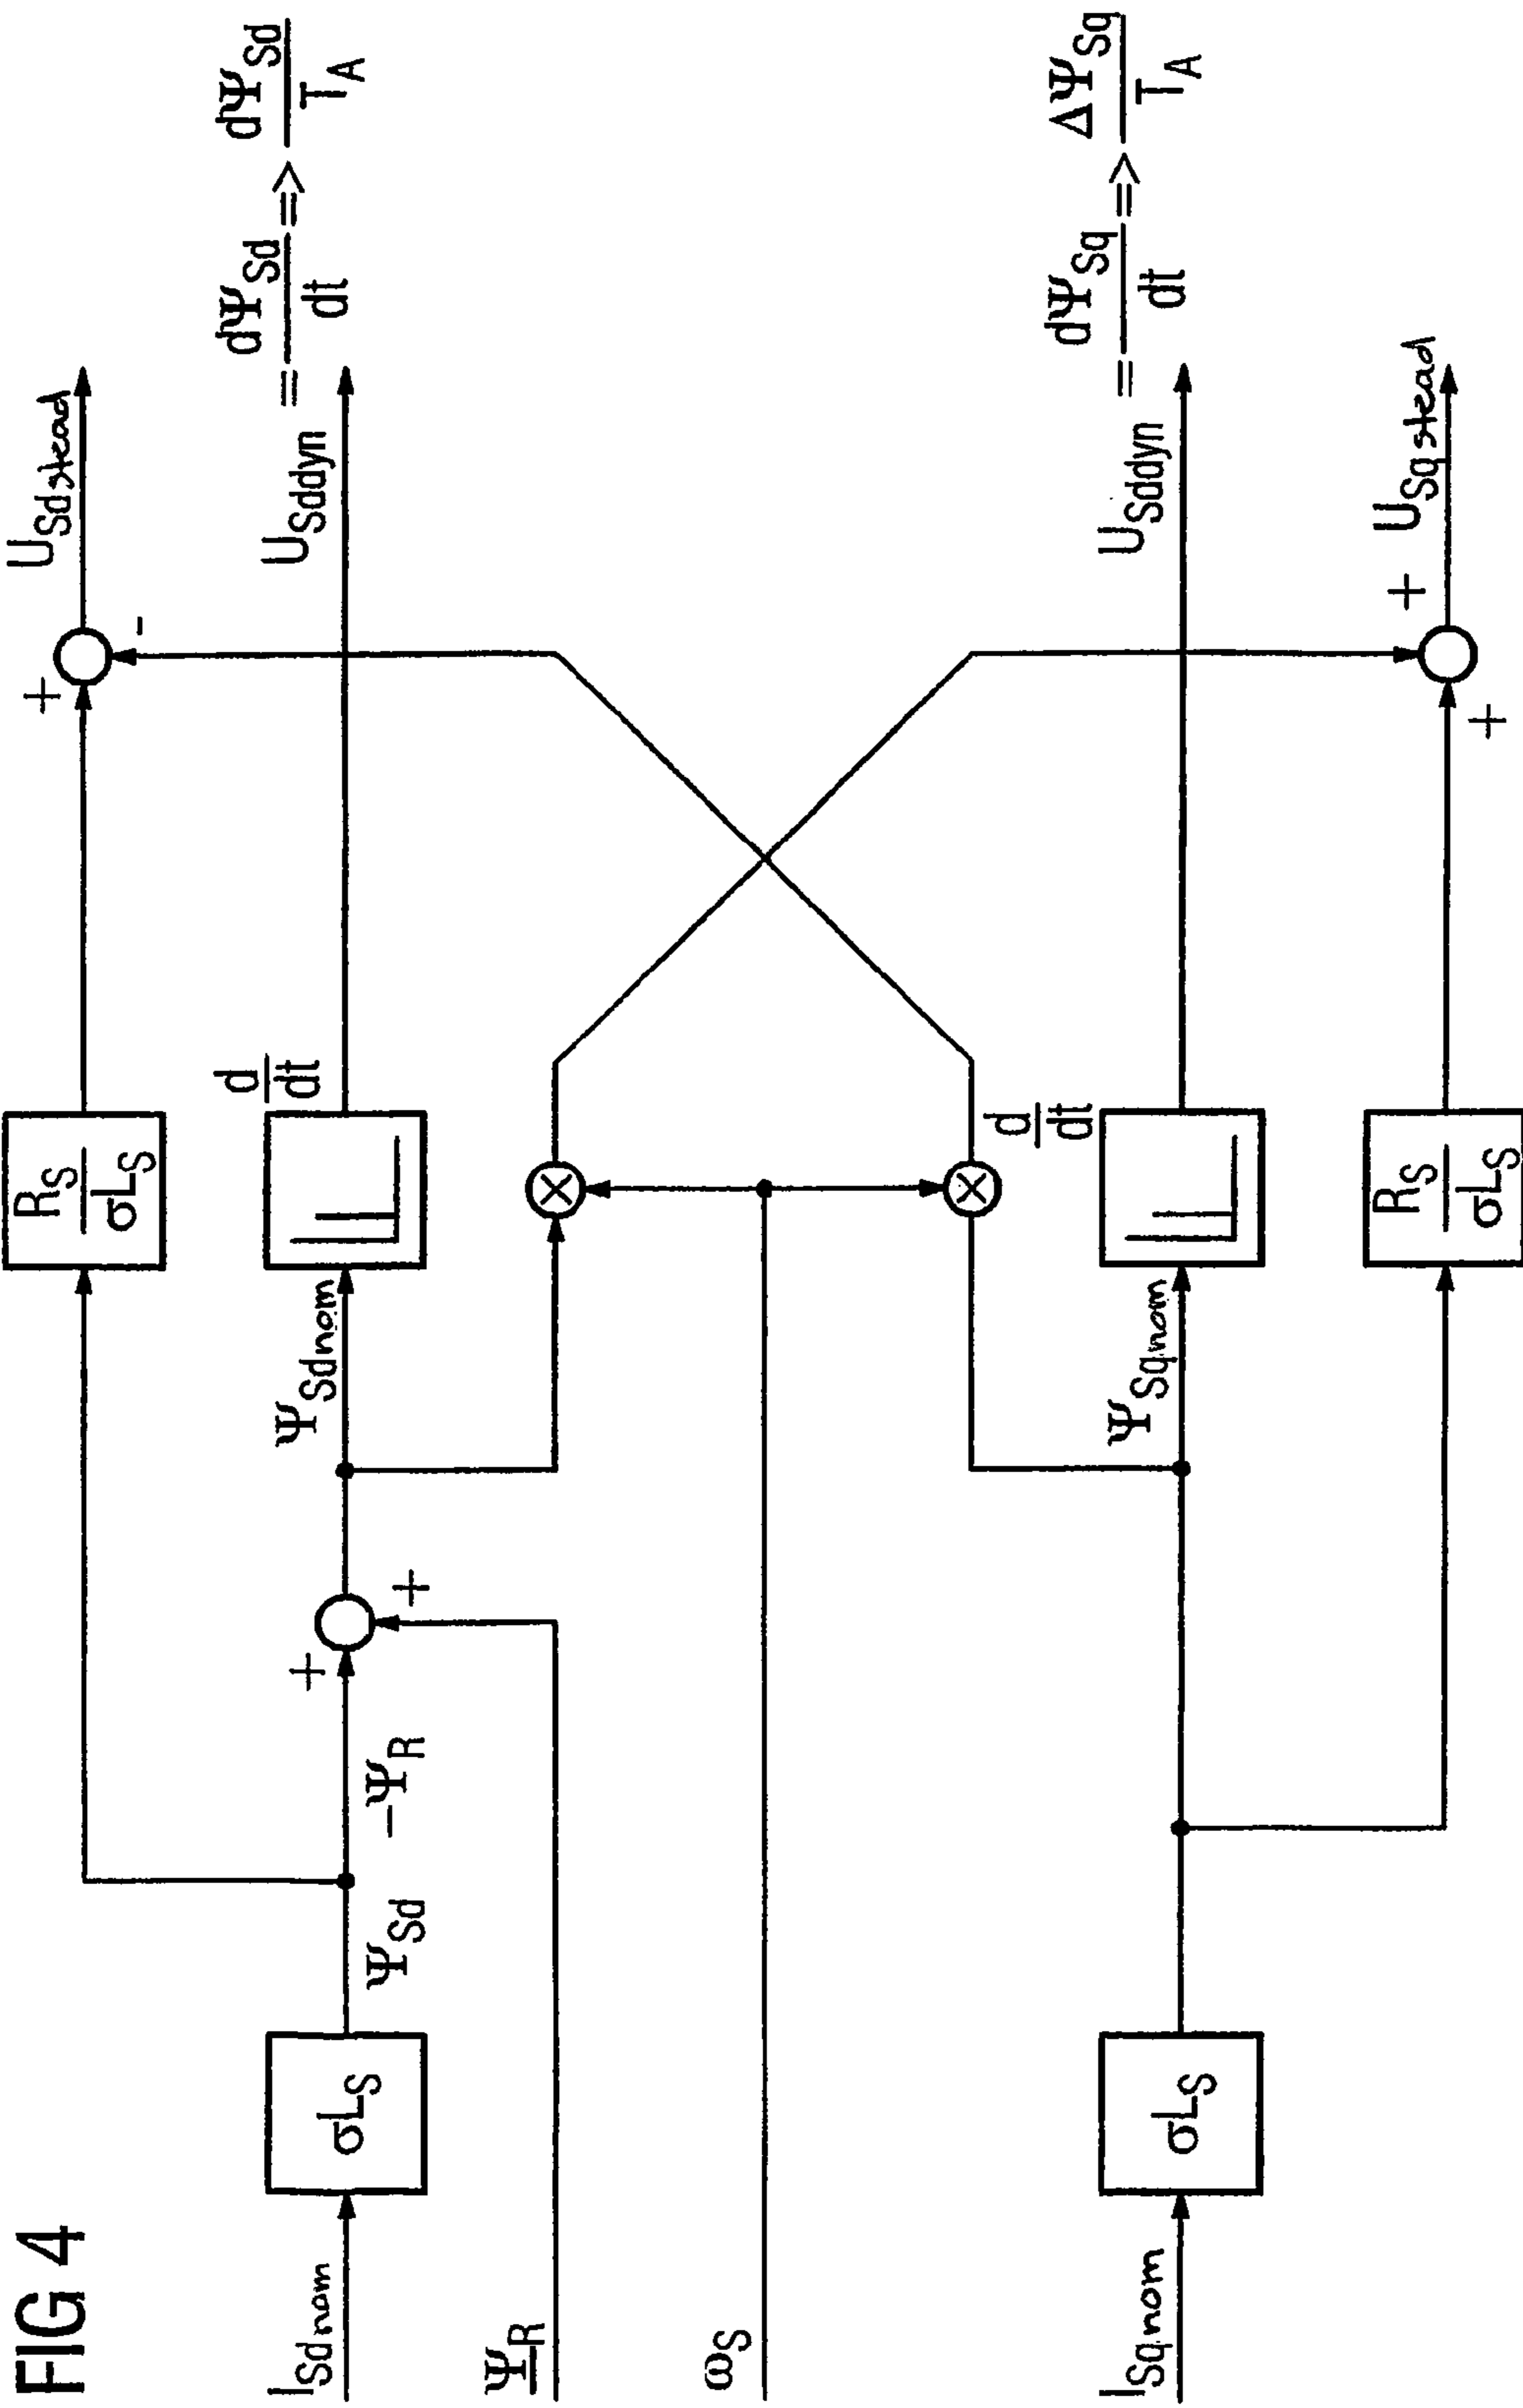 FIG 4
R_S / σL_S
U_Sdstead
+
-
I_Sdnom
σL_S
Ψ_Sd
-Ψ_R
+
+
Ψ_Sdnom
d/dt
U_Sddyn
= dΨ_Sd/dt => dΨ_Sd/T_A
Ψ_R
ω_S
I_Sqnom
σL_S
Ψ_Sqnom
d/dt
U_Sddyn
= dΨ_Sq/dt => ΔΨ_Sq/T_A
R_S / σL_S
+
+
U_Sqstead